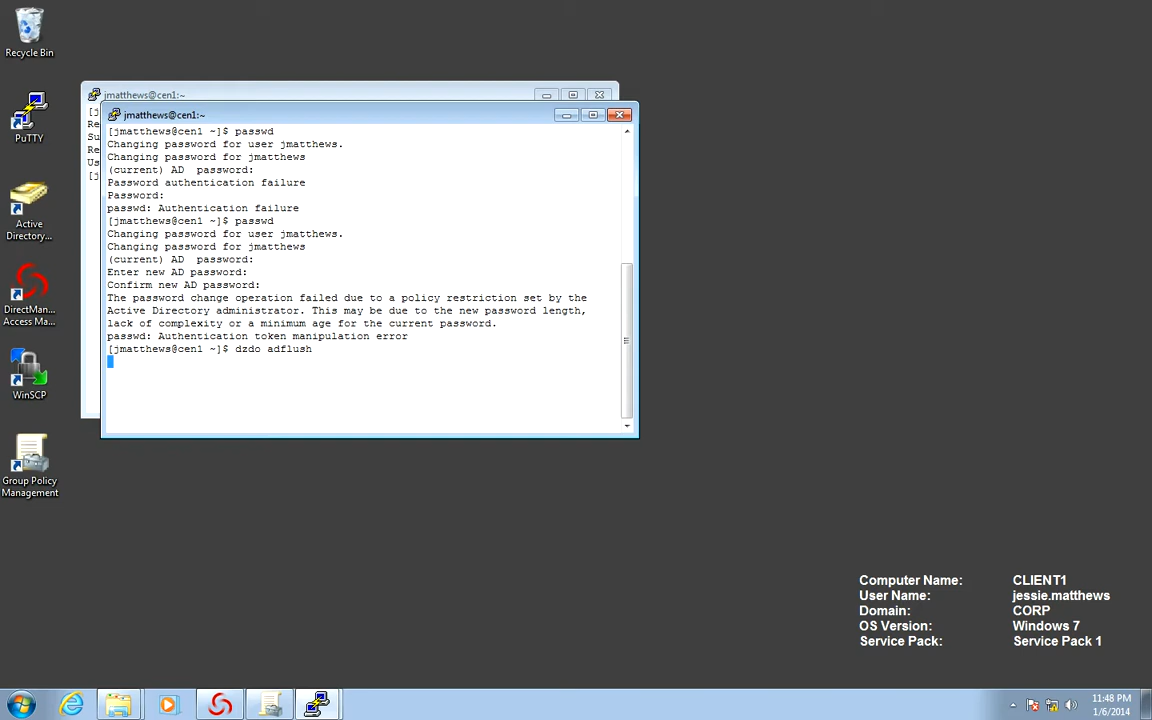 Recycle Bin
PuTTY
Active
Directory...
DirectMan...
Access Ma...
WinSCP
Group Policy
Management
jmatthews@cen1:~
[j
Re
Su
Re
Us
[j
jmatthews@cen1:~
[jmatthews@cen1 ~]$ passwd
Changing password for user jmatthews.
Changing password for jmatthews
(current) AD  password:
Password authentication failure
Password:
passwd: Authentication failure
[jmatthews@cen1 ~]$ passwd
Changing password for user jmatthews.
Changing password for jmatthews
(current) AD  password:
Enter new AD password:
Confirm new AD password:
The password change operation failed due to a policy restriction set by the
Active Directory administrator. This may be due to the new password length,
lack of complexity or a minimum age for the current password.
passwd: Authentication token manipulation error
[jmatthews@cen1 ~]$ dzdo adflush
Computer Name: CLIENT1
User Name: jessie.matthews
Domain: CORP
OS Version: Windows 7
Service Pack: Service Pack 1
11:48 PM
1/6/2014